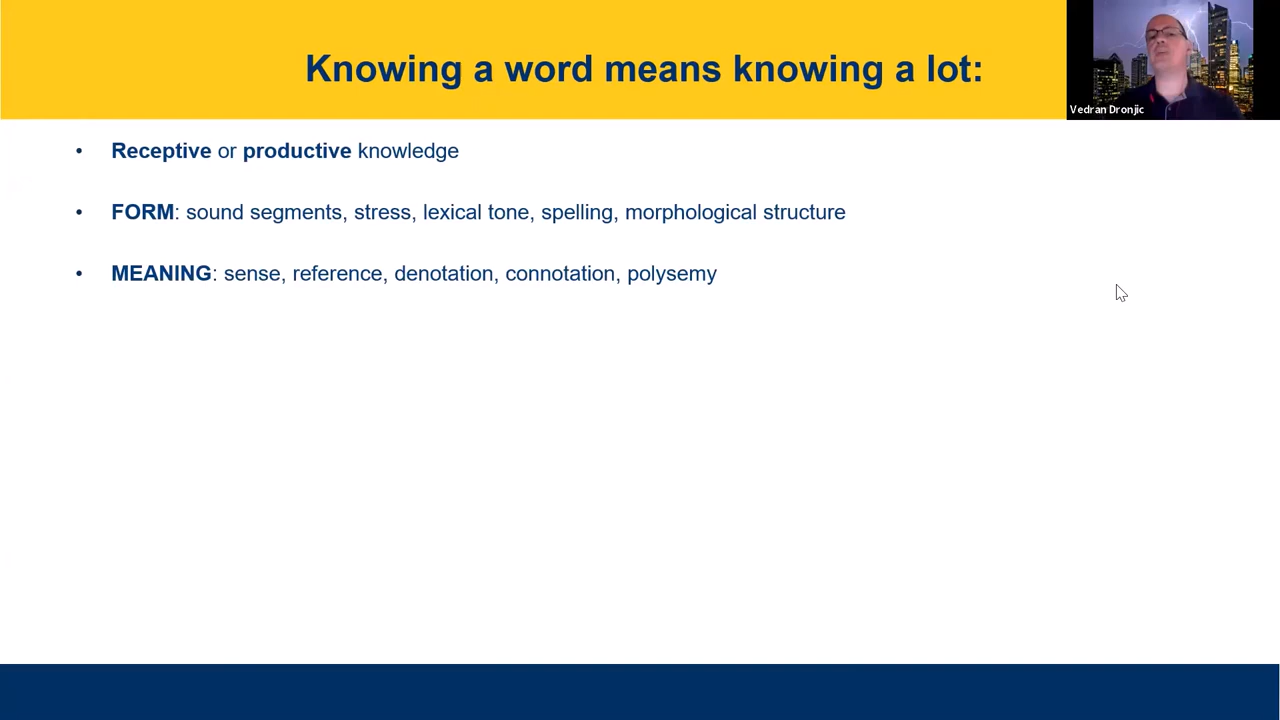 Knowing a word means knowing a lot:
Vedran Dronjic
• Receptive or productive knowledge
• FORM: sound segments, stress, lexical tone, spelling, morphological structure
• MEANING: sense, reference, denotation, connotation, polysemy